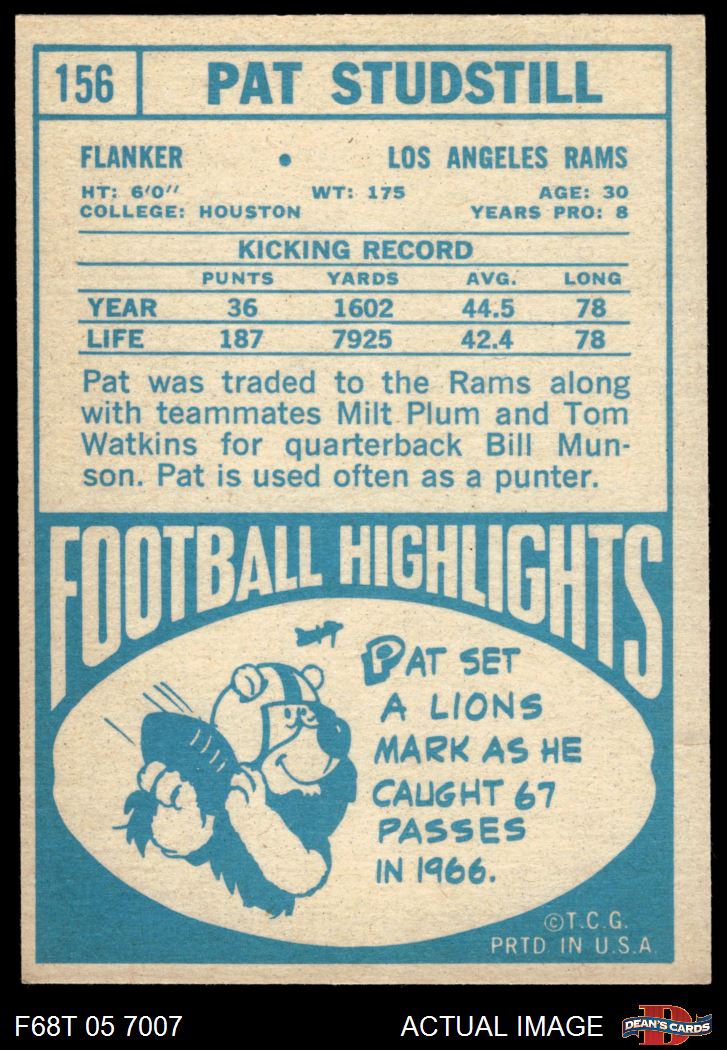 156 PAT STUDSTILL
FLANKER • LOS ANGELES RAMS
HT: 6'0" WT: 175 AGE: 30
COLLEGE: HOUSTON YEARS PRO: 8
KICKING RECORD
PUNTS YARDS AVG. LONG
YEAR 36 1602 44.5 78
LIFE 187 7925 42.4 78
Pat was traded to the Rams along
with teammates Milt Plum and Tom
Watkins for quarterback Bill Mun-
son. Pat is used often as a punter.
FOOTBALL HIGHLIGHTS
PAT SET
A LIONS
MARK AS HE
CAUGHT 67
PASSES
IN 1966.
©T.C.G.
PRTD IN U.S.A
F68T 05 7007 ACTUAL IMAGE D DEAN'S CARDS